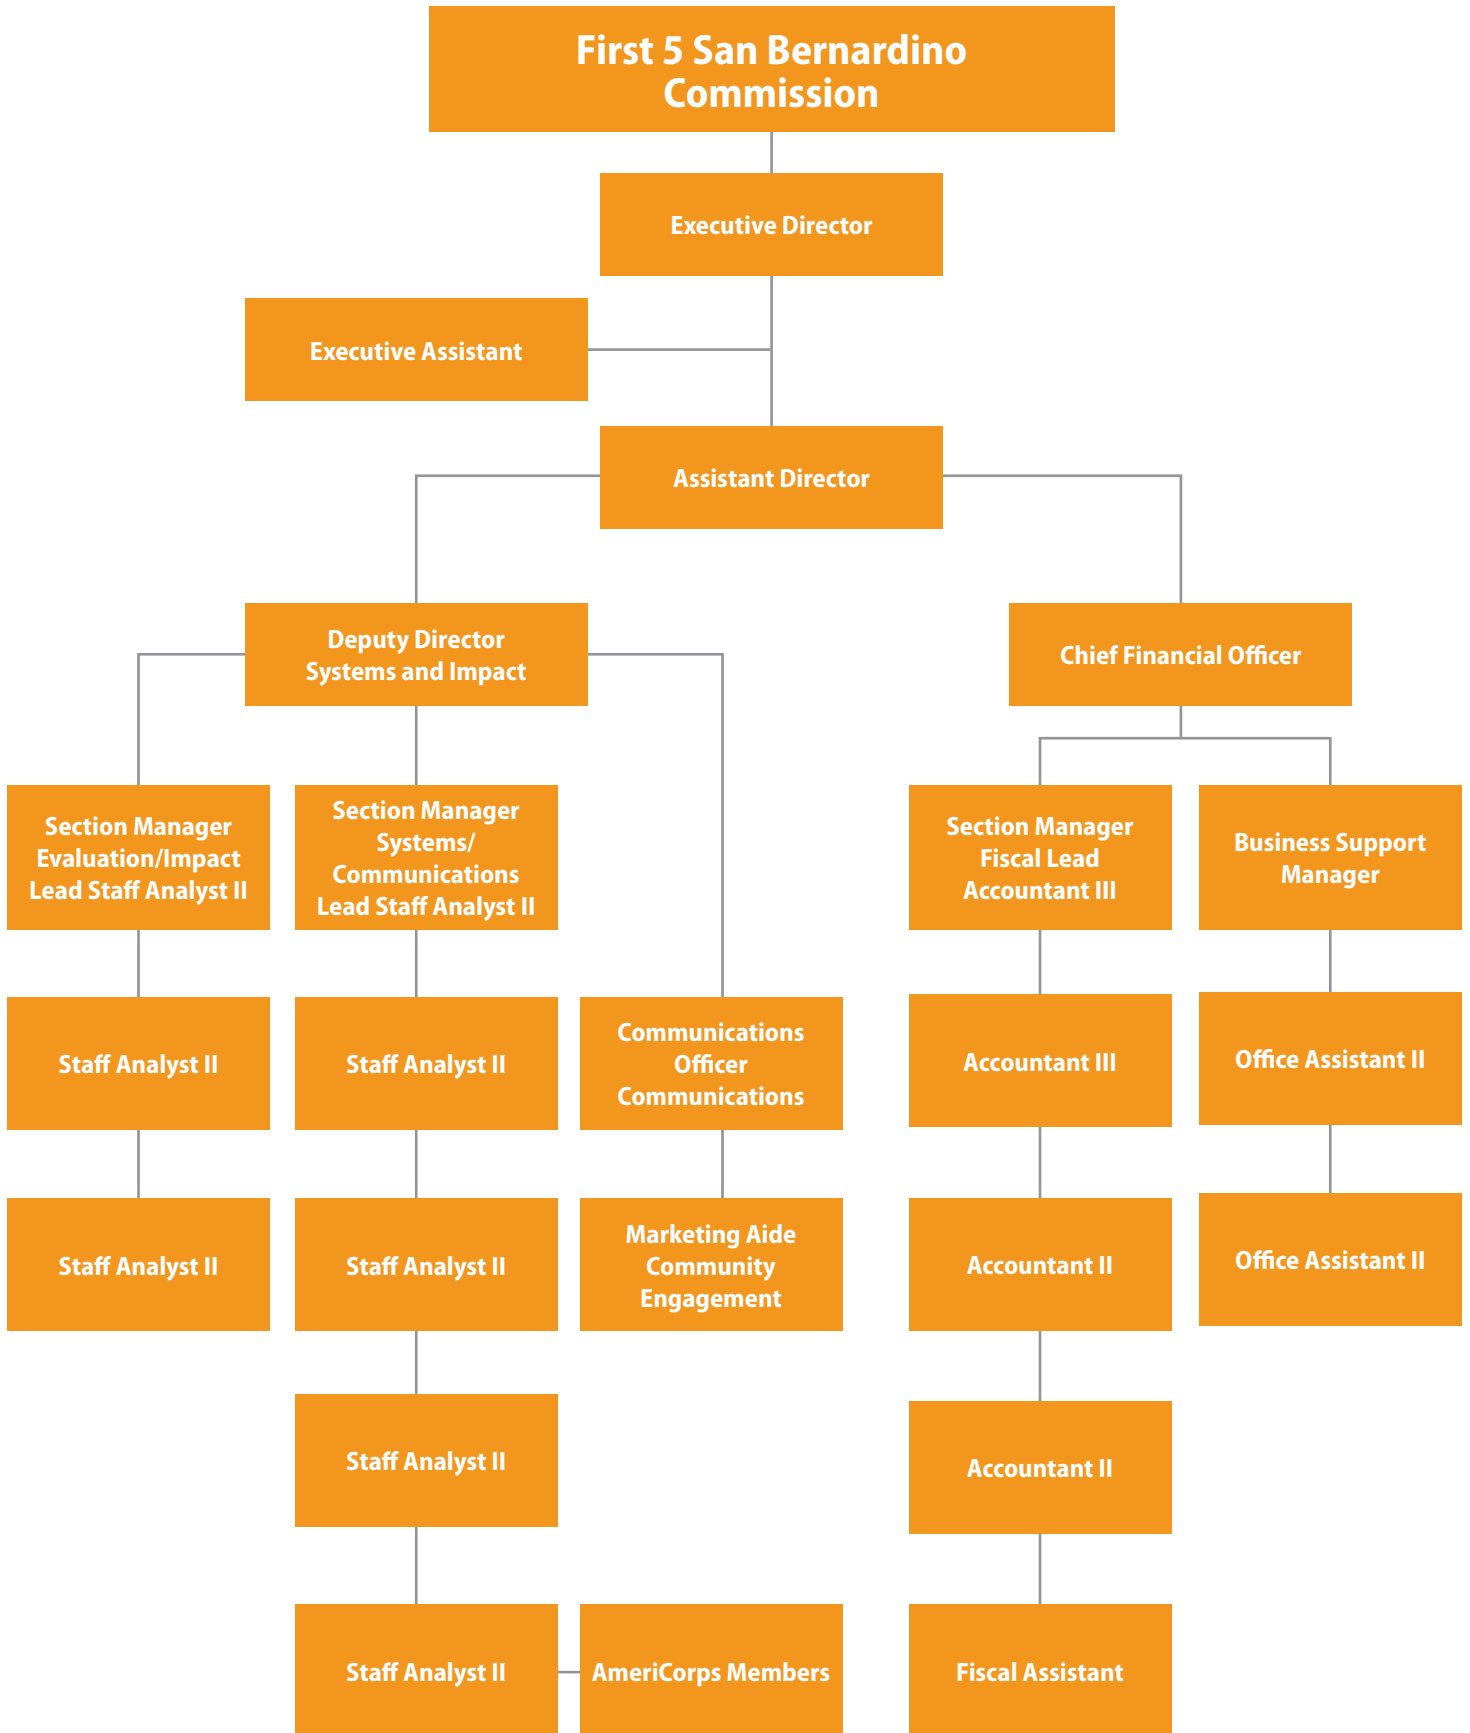 First 5 San Bernardino
Commission
Executive Director
Executive Assistant
Assistant Director
Deputy Director
Systems and Impact
Chief Financial Officer
Section Manager
Evaluation/Impact
Lead Staff Analyst II
Section Manager
Systems/
Communications
Lead Staff Analyst II
Section Manager
Fiscal Lead
Accountant III
Business Support
Manager
Staff Analyst II
Staff Analyst II
Communications
Officer
Communications
Accountant III
Office Assistant II
Staff Analyst II
Staff Analyst II
Marketing Aide
Community
Engagement
Accountant II
Office Assistant II
Staff Analyst II
Accountant II
Staff Analyst II
AmeriCorps Members
Fiscal Assistant